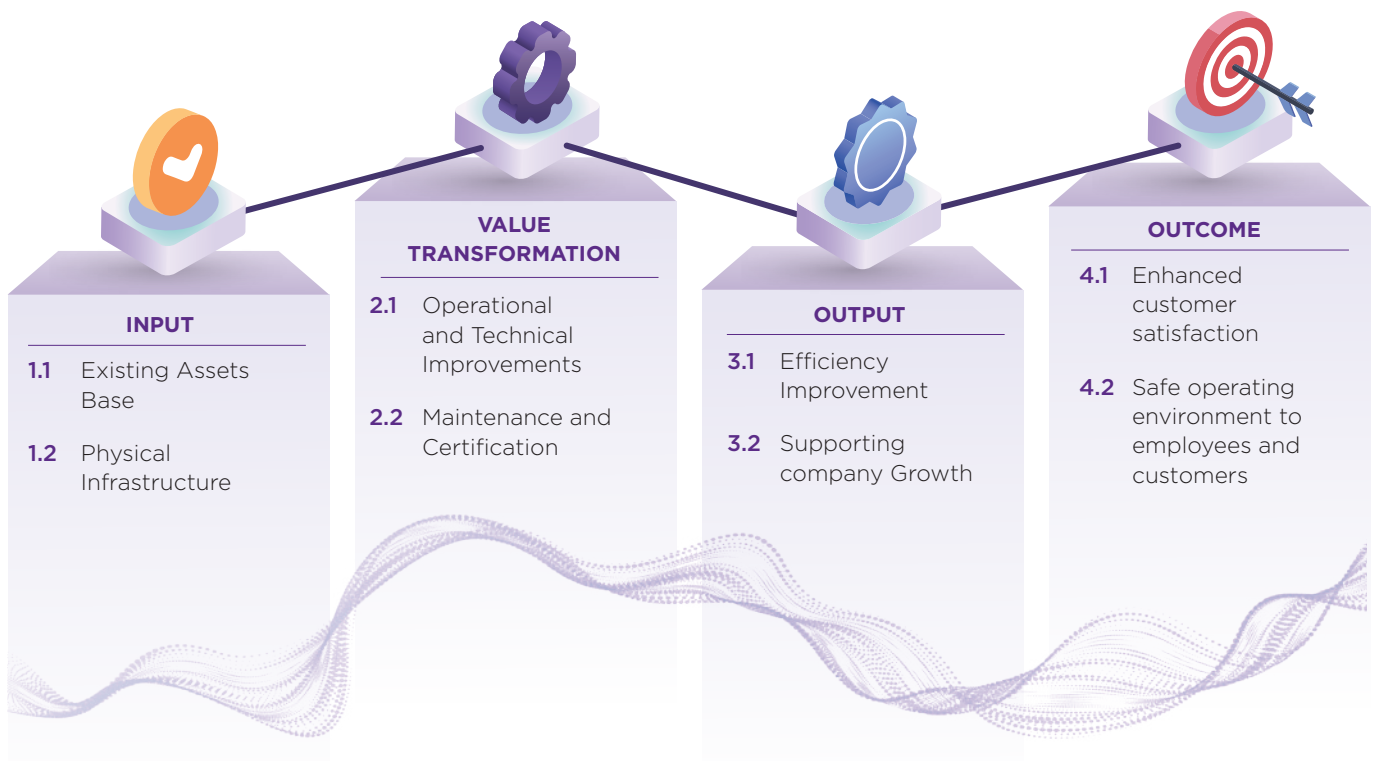 INPUT
1.1 Existing Assets
Base
1.2 Physical
Infrastructure
VALUE
TRANSFORMATION
2.1 Operational
and Technical
Improvements
2.2 Maintenance and
Certification
OUTPUT
3.1 Efficiency
Improvement
3.2 Supporting
company Growth
OUTCOME
4.1 Enhanced
customer
satisfaction
4.2 Safe operating
environment to
employees and
customers